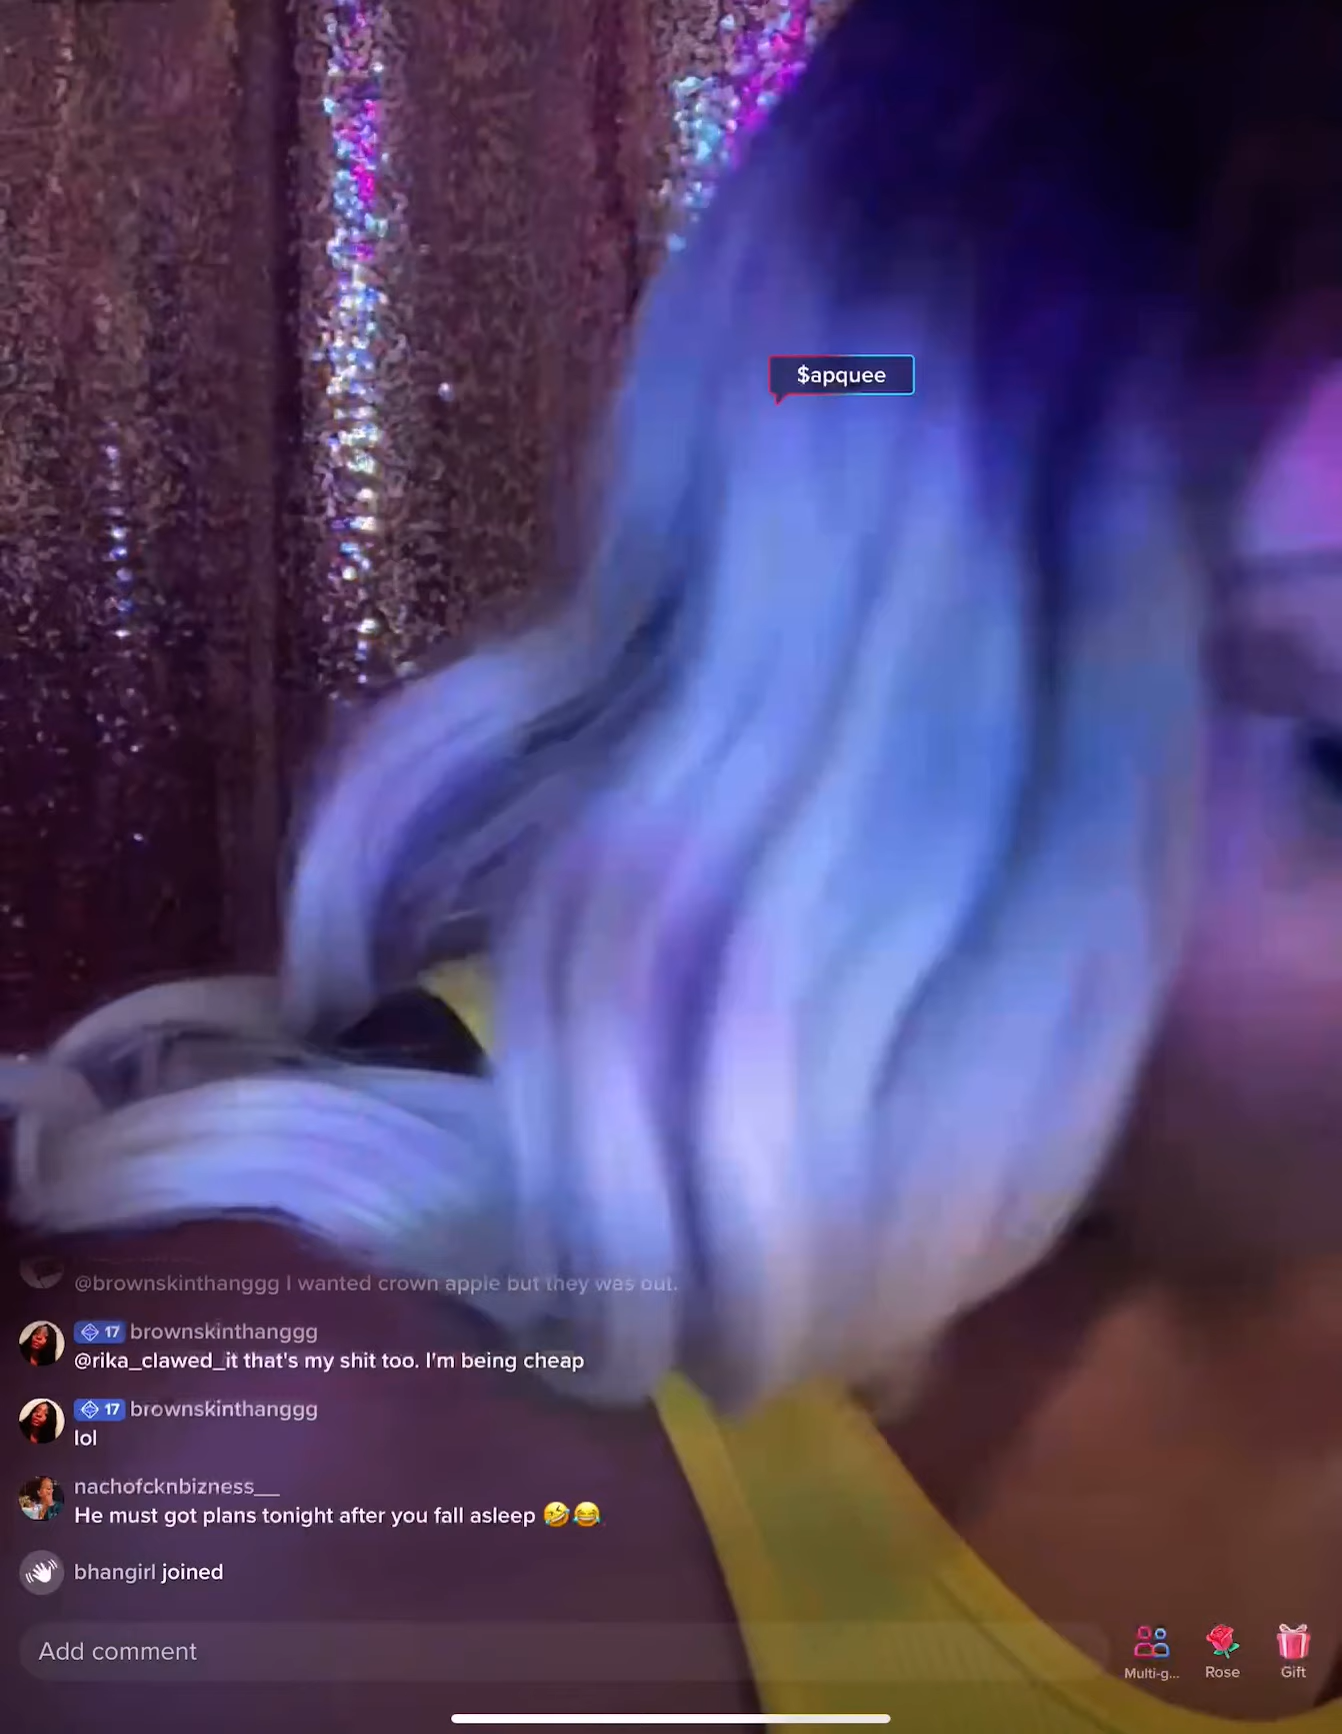 $apquee
@brownskinthanggg I wanted crown apple but they was out.
17 brownskinthanggg
@rika_clawed_it that's my shit too. I'm being cheap
17 brownskinthanggg
lol
nachofcknbizness__
He must got plans tonight after you fall asleep 🤣😂
bhangirl joined
Add comment
Multi-g...
Rose
Gift